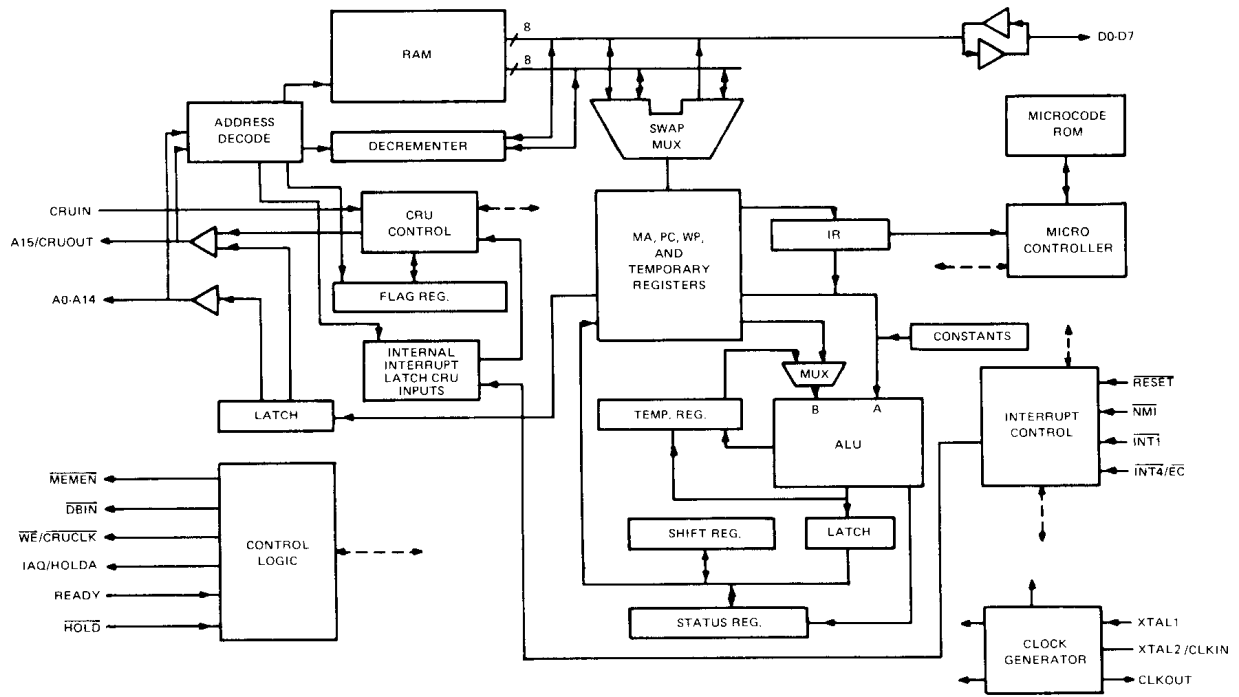 RAM
8
8
D0-D7
ADDRESS
DECODE
DECREMENTER
SWAP
MUX
MICROCODE
ROM
CRUIN
CRU
CONTROL
A15/CRUOUT
A0-A14
FLAG REG.
MA, PC, WP,
AND
TEMPORARY
REGISTERS
IR
MICRO
CONTROLLER
CONSTANTS
INTERNAL
INTERRUPT
LATCH CRU
INPUTS
MUX
B
A
TEMP. REG.
ALU
LATCH
INTERRUPT
CONTROL
RESET
NMI
INT1
INT4/EC
MEMEN
DBIN
WE/CRUCLK
IAQ/HOLDA
READY
HOLD
CONTROL
LOGIC
SHIFT REG.
LATCH
STATUS REG.
CLOCK
GENERATOR
XTAL1
XTAL2/CLKIN
CLKOUT